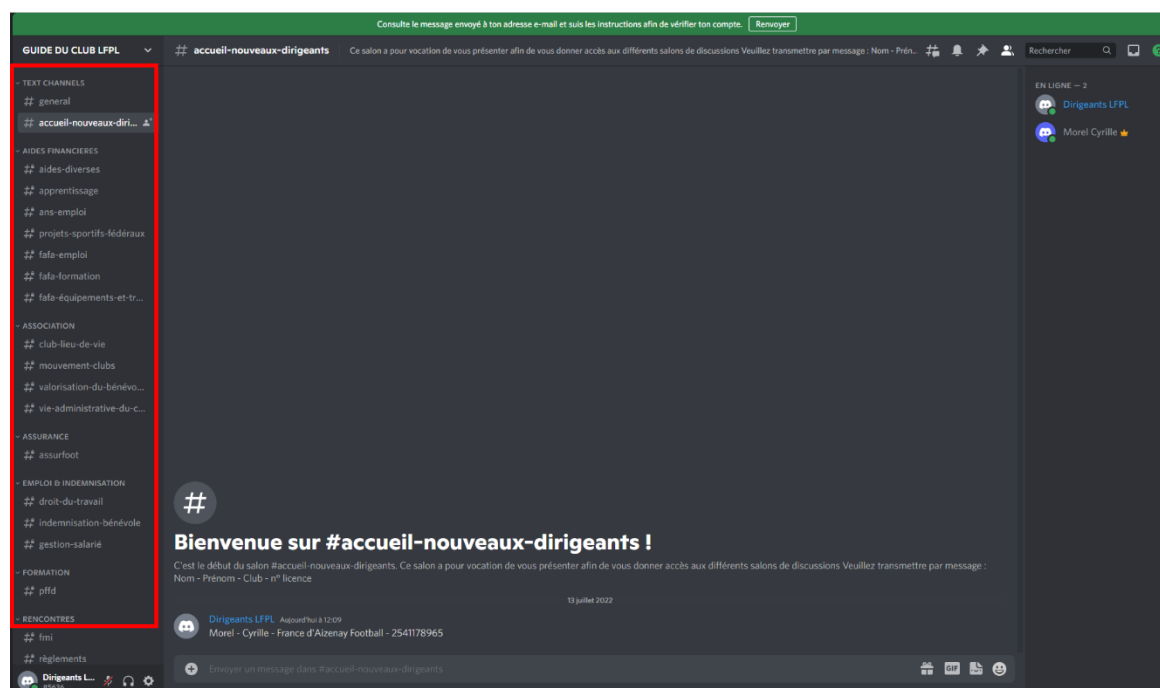 Consulte le message envoyé à ton adresse e-mail et suis les instructions afin de vérifier ton compte. Renvoyer
GUIDE DU CLUB LFPL
accueil-nouveaux-dirigeants Ce salon a pour vocation de vous présenter afin de vous donner accès aux différents salons de discussions Veuillez transmettre par message : Nom - Prén...
Rechercher
TEXT CHANNELS
general
accueil-nouveaux-diri...
AIDES FINANCIERES
aides-diverses
apprentissage
ans-emploi
projets-sportifs-fédéraux
fafa-emploi
fafa-formation
fafa-équipements-et-tr...
ASSOCIATION
club-lieu-de-vie
mouvement-clubs
valorisation-du-bénévo...
vie-administrative-du-c...
ASSURANCE
assurfoot
EMPLOI & INDEMNISATION
droit-du-travail
indemnisation-bénévole
gestion-salarié
FORMATION
pffd
RENCONTRES
fmi
règlements
Dirigeants L...
#5636
Bienvenue sur #accueil-nouveaux-dirigeants !
C'est le début du salon #accueil-nouveaux-dirigeants. Ce salon a pour vocation de vous présenter afin de vous donner accès aux différents salons de discussions Veuillez transmettre par message :
Nom - Prénom - Club - n° licence
13 juillet 2022
Dirigeants LFPL Aujourd'hui à 12:09
Morel - Cyrille - France d'Aizenay Football - 2541178965
Envoyer un message dans #accueil-nouveaux-dirigeants
GIF
EN LIGNE — 2
Dirigeants LFPL
Morel Cyrille